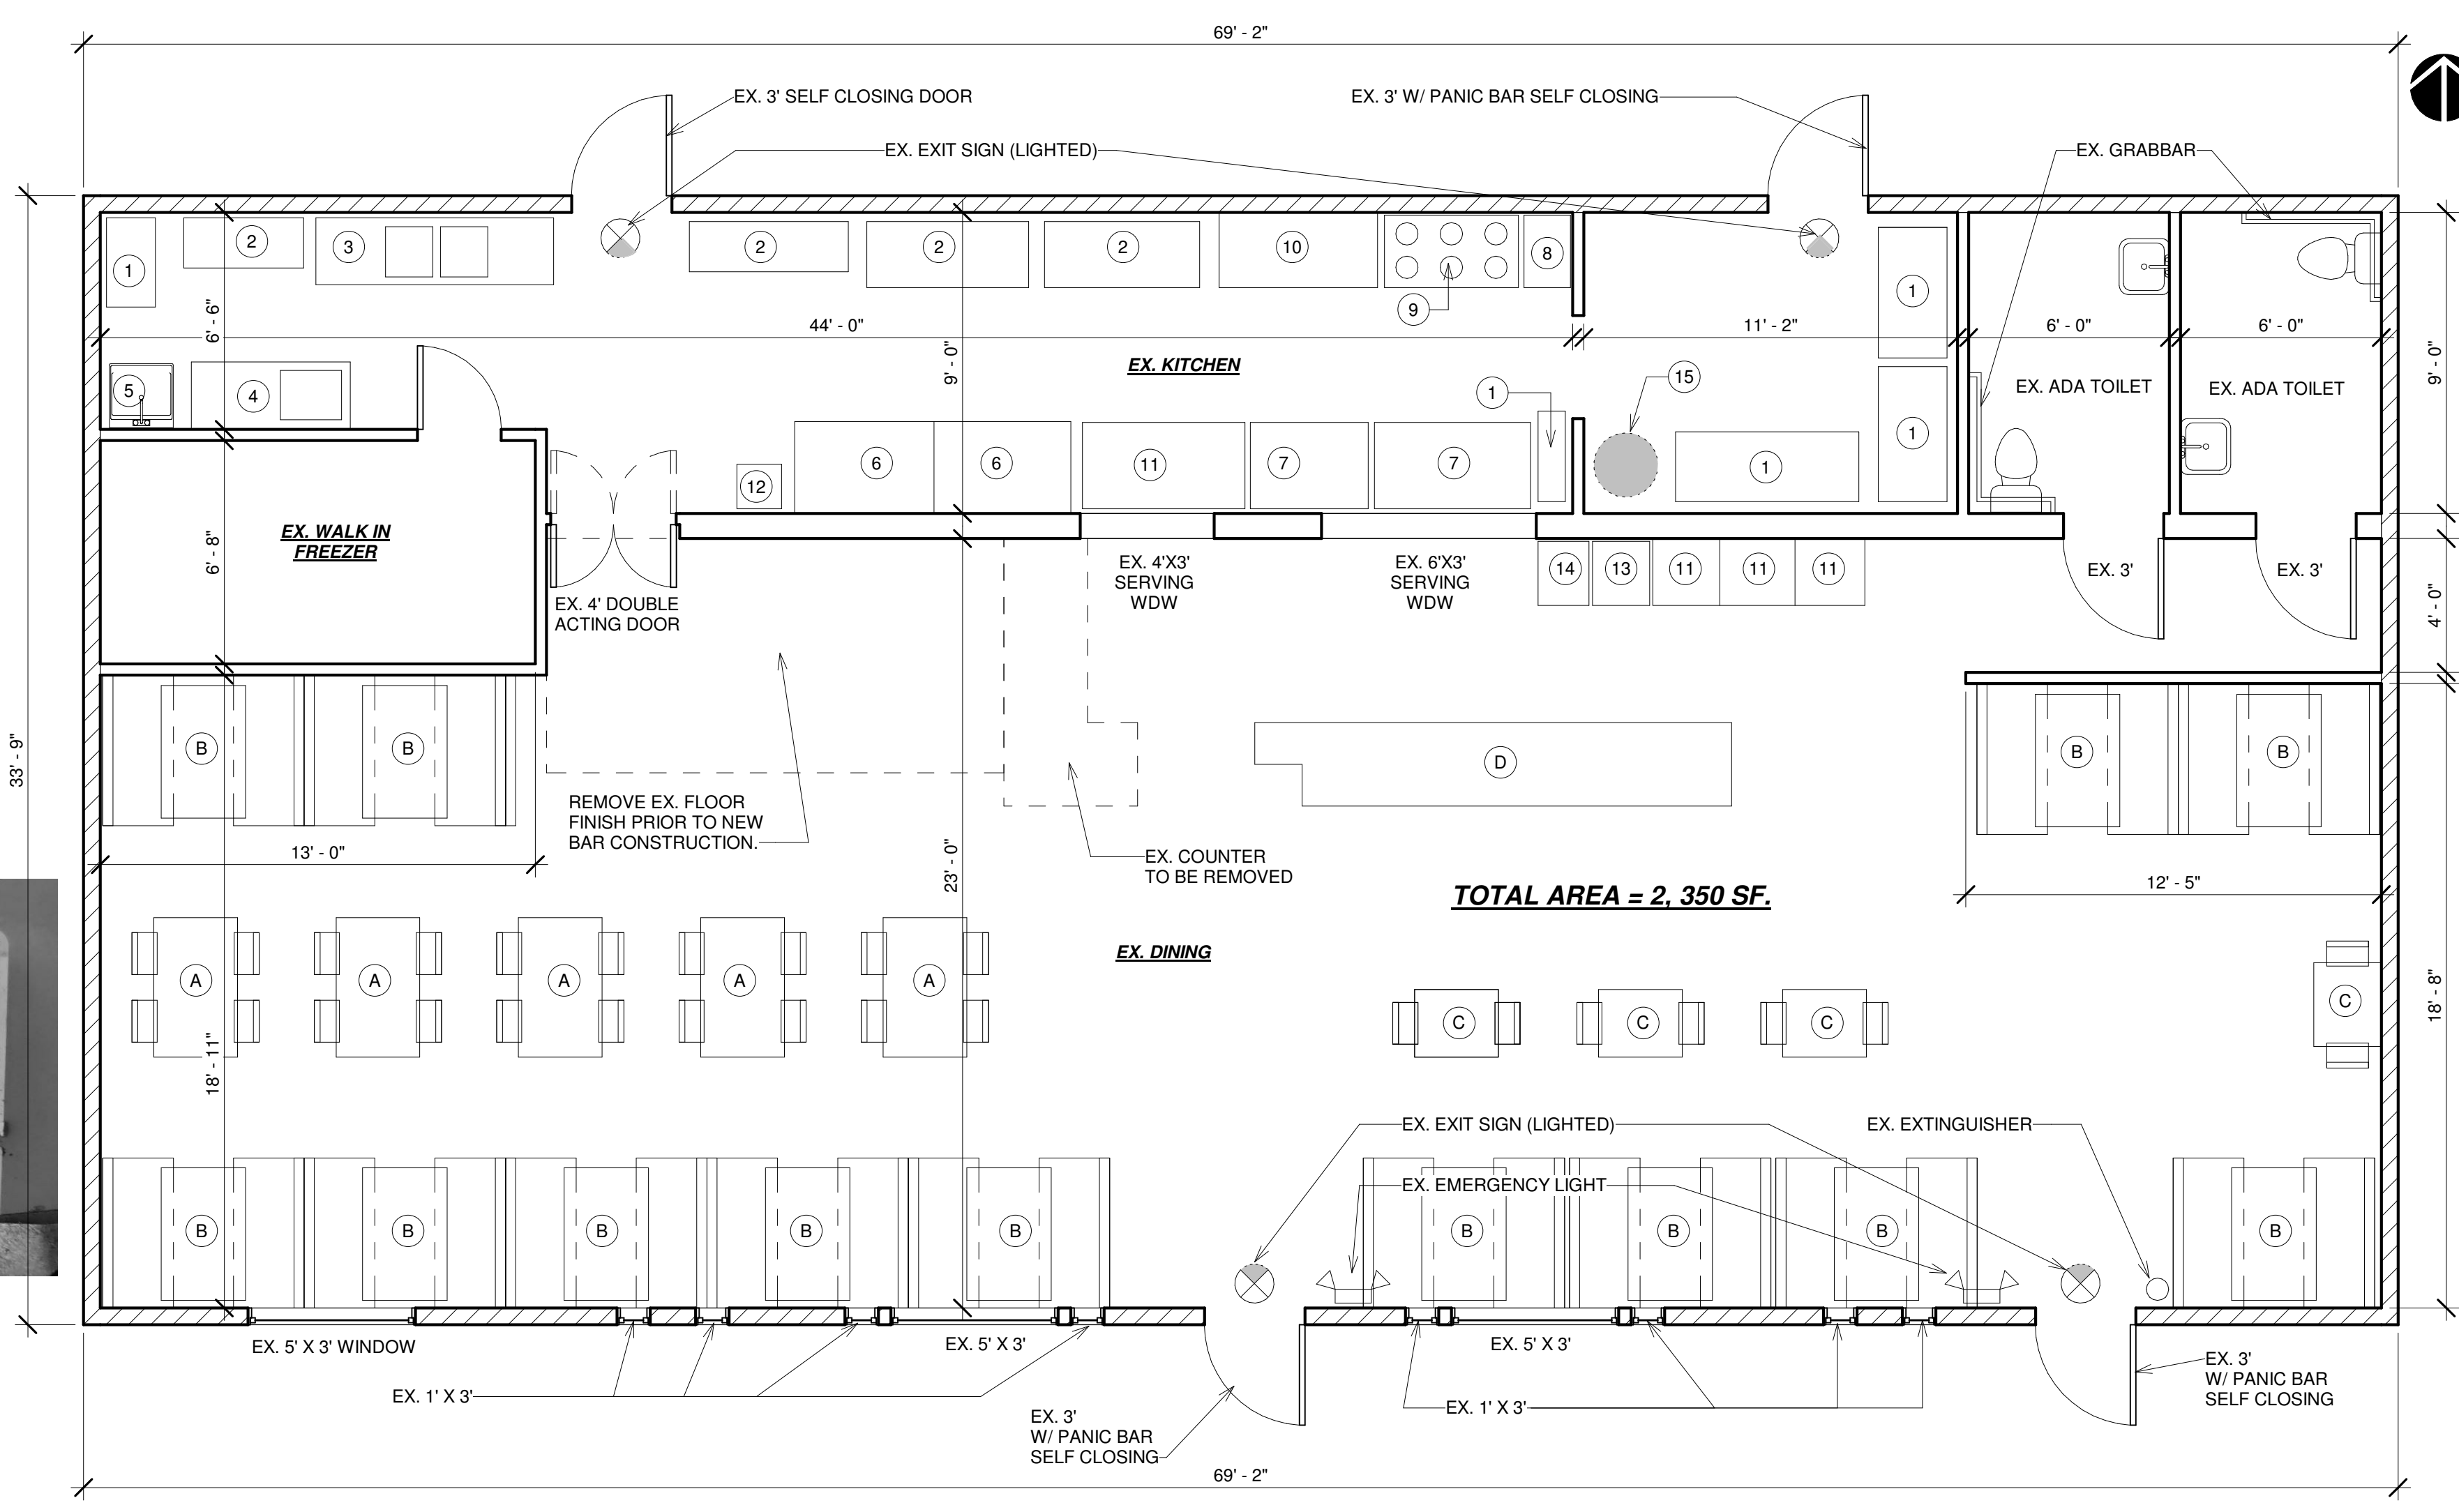 69' - 2"
EX. 3' SELF CLOSING DOOR
EX. 3' W/ PANIC BAR SELF CLOSING
EX. EXIT SIGN (LIGHTED)
EX. GRABBAR
1
2
3
2
2
2
10
9
8
1
6' - 6"
44' - 0"
11' - 2"
6' - 0"
6' - 0"
9' - 0"
9' - 0"
EX. KITCHEN
5
4
1
15
EX. ADA TOILET
EX. ADA TOILET
12
6
6
11
7
7
1
1
EX. WALK IN
FREEZER
6' - 8"
EX. 4' DOUBLE
ACTING DOOR
EX. 4'X3'
SERVING
WDW
EX. 6'X3'
SERVING
WDW
14
13
11
11
11
EX. 3'
EX. 3'
4' - 0"
33' - 9"
B
B
D
B
B
REMOVE EX. FLOOR
FINISH PRIOR TO NEW
BAR CONSTRUCTION.
13' - 0"
23' - 0"
EX. COUNTER
TO BE REMOVED
TOTAL AREA = 2, 350 SF.
12' - 5"
EX. DINING
A
A
A
A
A
C
C
C
C
18' - 11"
18' - 8"
EX. EXIT SIGN (LIGHTED)
EX. EXTINGUISHER
EX. EMERGENCY LIGHT
B
B
B
B
B
B
B
B
B
EX. 5' X 3' WINDOW
EX. 5' X 3'
EX. 5' X 3'
EX. 1' X 3'
EX. 1' X 3'
EX. 3'
W/ PANIC BAR
SELF CLOSING
EX. 3'
W/ PANIC BAR
SELF CLOSING
69' - 2"